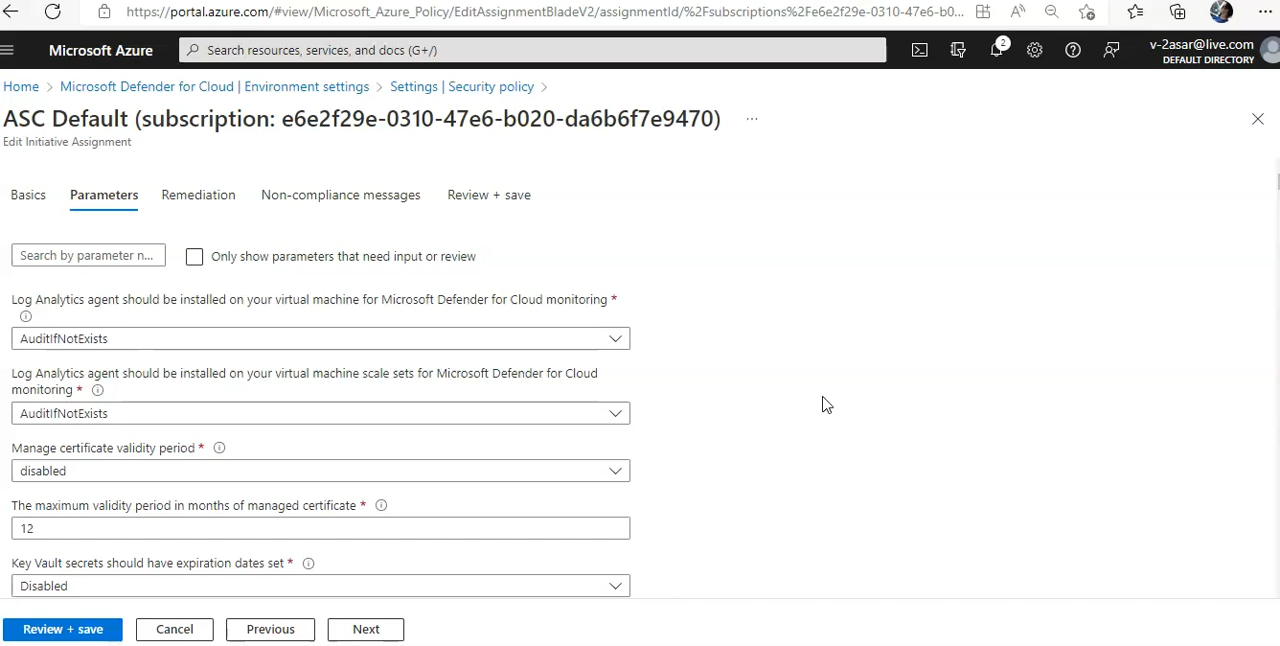 https://portal.azure.com/#view/Microsoft_Azure_Policy/EditAssignmentBladeV2/assignmentId/%2Fsubscriptions%2Fe6e2f29e-0310-47e6-b0...
Microsoft Azure
Search resources, services, and docs (G+/)
2
v-2asar@live.com
DEFAULT DIRECTORY
Home > Microsoft Defender for Cloud | Environment settings > Settings | Security policy >
ASC Default (subscription: e6e2f29e-0310-47e6-b020-da6b6f7e9470) ...
Edit Initiative Assignment
Basics Parameters Remediation Non-compliance messages Review + save
Search by parameter n... Only show parameters that need input or review
Log Analytics agent should be installed on your virtual machine for Microsoft Defender for Cloud monitoring *
AuditIfNotExists
Log Analytics agent should be installed on your virtual machine scale sets for Microsoft Defender for Cloud
monitoring *
AuditIfNotExists
Manage certificate validity period *
disabled
The maximum validity period in months of managed certificate *
12
Key Vault secrets should have expiration dates set *
Disabled
Review + save Cancel Previous Next